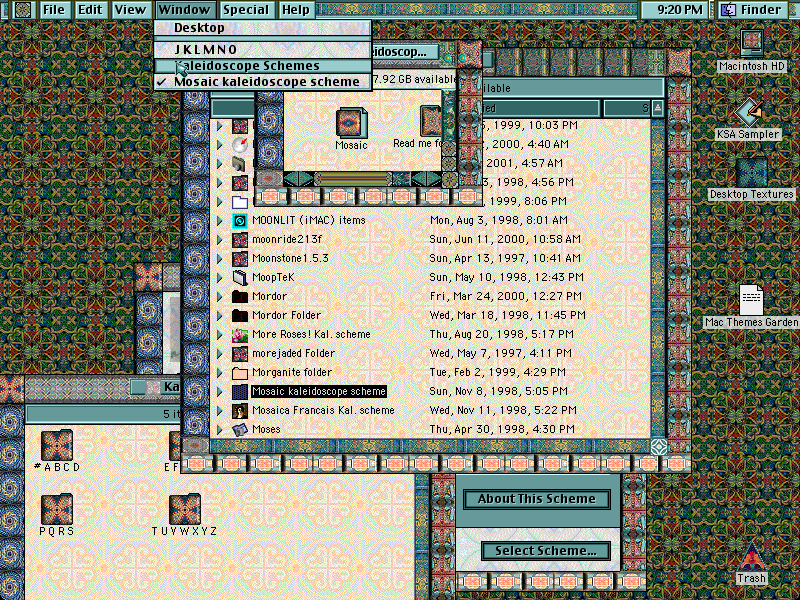 File Edit View Window Special Help 9:20 PM Finder
Desktop
J K L M N O
Kaleidoscope Schemes
✓ Mosaic kaleidoscope scheme
idoscop...
7.92 GB available
ilable
Mosaic
Read me fo
Macintosh HD
KSA Sampler
Desktop Textures
Mac Themes Garden
Trash
1999, 10:03 PM
2000, 4:40 AM
2001, 4:57 AM
3, 1998, 4:56 PM
1999, 8:06 PM
MOONLIT (iMAC) items Mon, Aug 3, 1998, 8:01 AM
moonride213f Sun, Jun 11, 2000, 10:58 AM
Moonstone1.5.3 Sun, Apr 13, 1997, 10:41 AM
MoopTeK Sun, May 10, 1998, 12:43 PM
Mordor Fri, Mar 24, 2000, 12:27 PM
Mordor Folder Wed, Mar 18, 1998, 11:45 PM
More Roses! Kal. scheme Thu, Aug 20, 1998, 5:17 PM
morejaded Folder Wed, May 7, 1997, 4:11 PM
Morganite folder Tue, Feb 2, 1999, 4:29 PM
Mosaic kaleidoscope scheme Sun, Nov 8, 1998, 5:05 PM
Mosaica Francais Kal. scheme Wed, Nov 11, 1998, 5:22 PM
Moses Thu, Apr 30, 1998, 4:30 PM
Ka
5 it
#ABCD
EF
PQRS
TUVWXYZ
About This Scheme
Select Scheme...